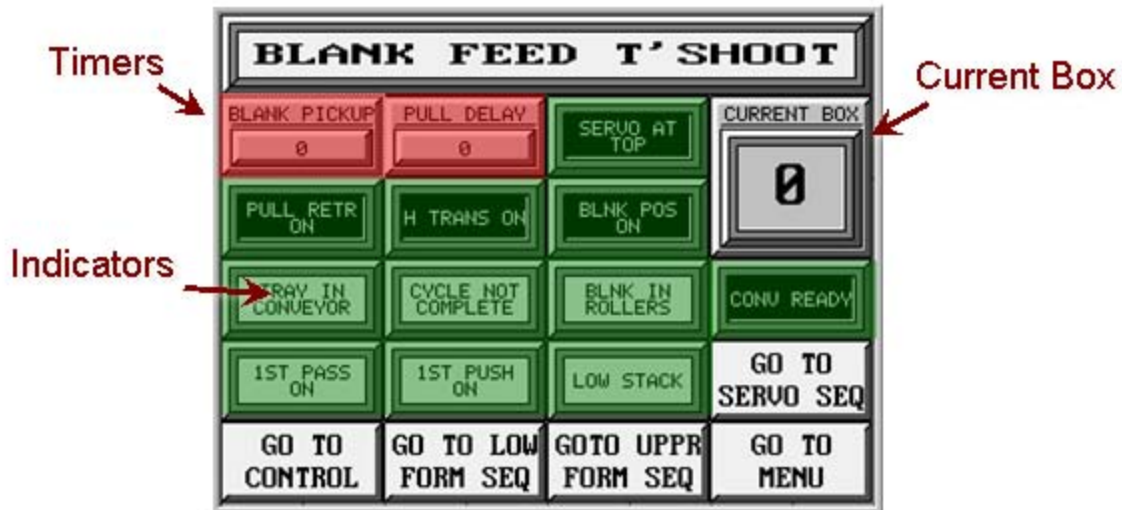 BLANK FEED T'SHOOT
Timers
Current Box
BLANK PICKUP
0
PULL DELAY
0
SERVO AT
TOP
CURRENT BOX
0
PULL RETR
ON
H TRANS ON
BLNK POS
ON
Indicators
TRAY IN
CONVEYOR
CYCLE NOT
COMPLETE
BLNK IN
ROLLERS
CONV READY
1ST PASS
ON
1ST PUSH
ON
LOW STACK
GO TO
SERVO SEQ
GO TO
CONTROL
GO TO LOW
FORM SEQ
GOTO UPPR
FORM SEQ
GO TO
MENU